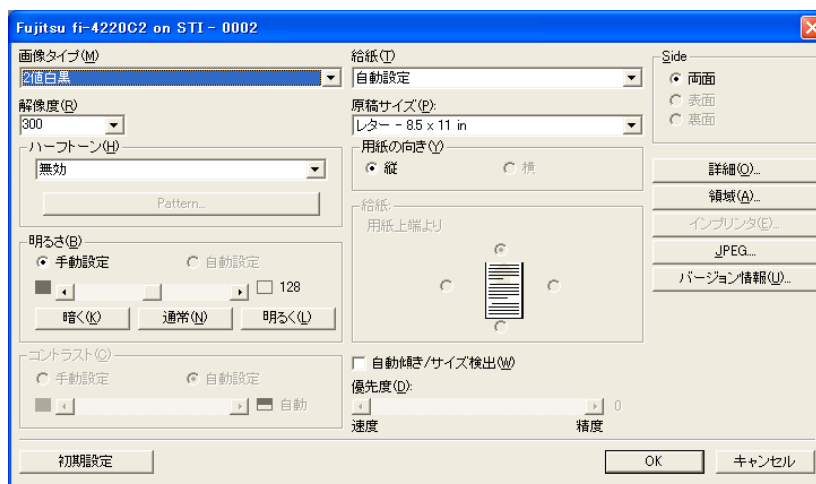 Fujitsu fi-4220C2 on STI - 0002
画像タイプ(M)
2値白黒
解像度(R)
300
ハーフトーン(H)
無効
Pattern...
明るさ(B)
手動設定
自動設定
128
暗く(K)
通常(N)
明るく(L)
コントラスト(C)
手動設定
自動設定
自動
給紙(T)
自動設定
原稿サイズ(P):
レター - 8.5 x 11 in
用紙の向き(Y)
縦
横
給紙:
用紙上端より
自動傾き/サイズ検出(W)
優先度(D):
0
速度
精度
Side
両面
表面
裏面
詳細(O)...
領域(A)...
インプリンタ(E)...
JPEG...
バージョン情報(U)...
初期設定
OK
キャンセル